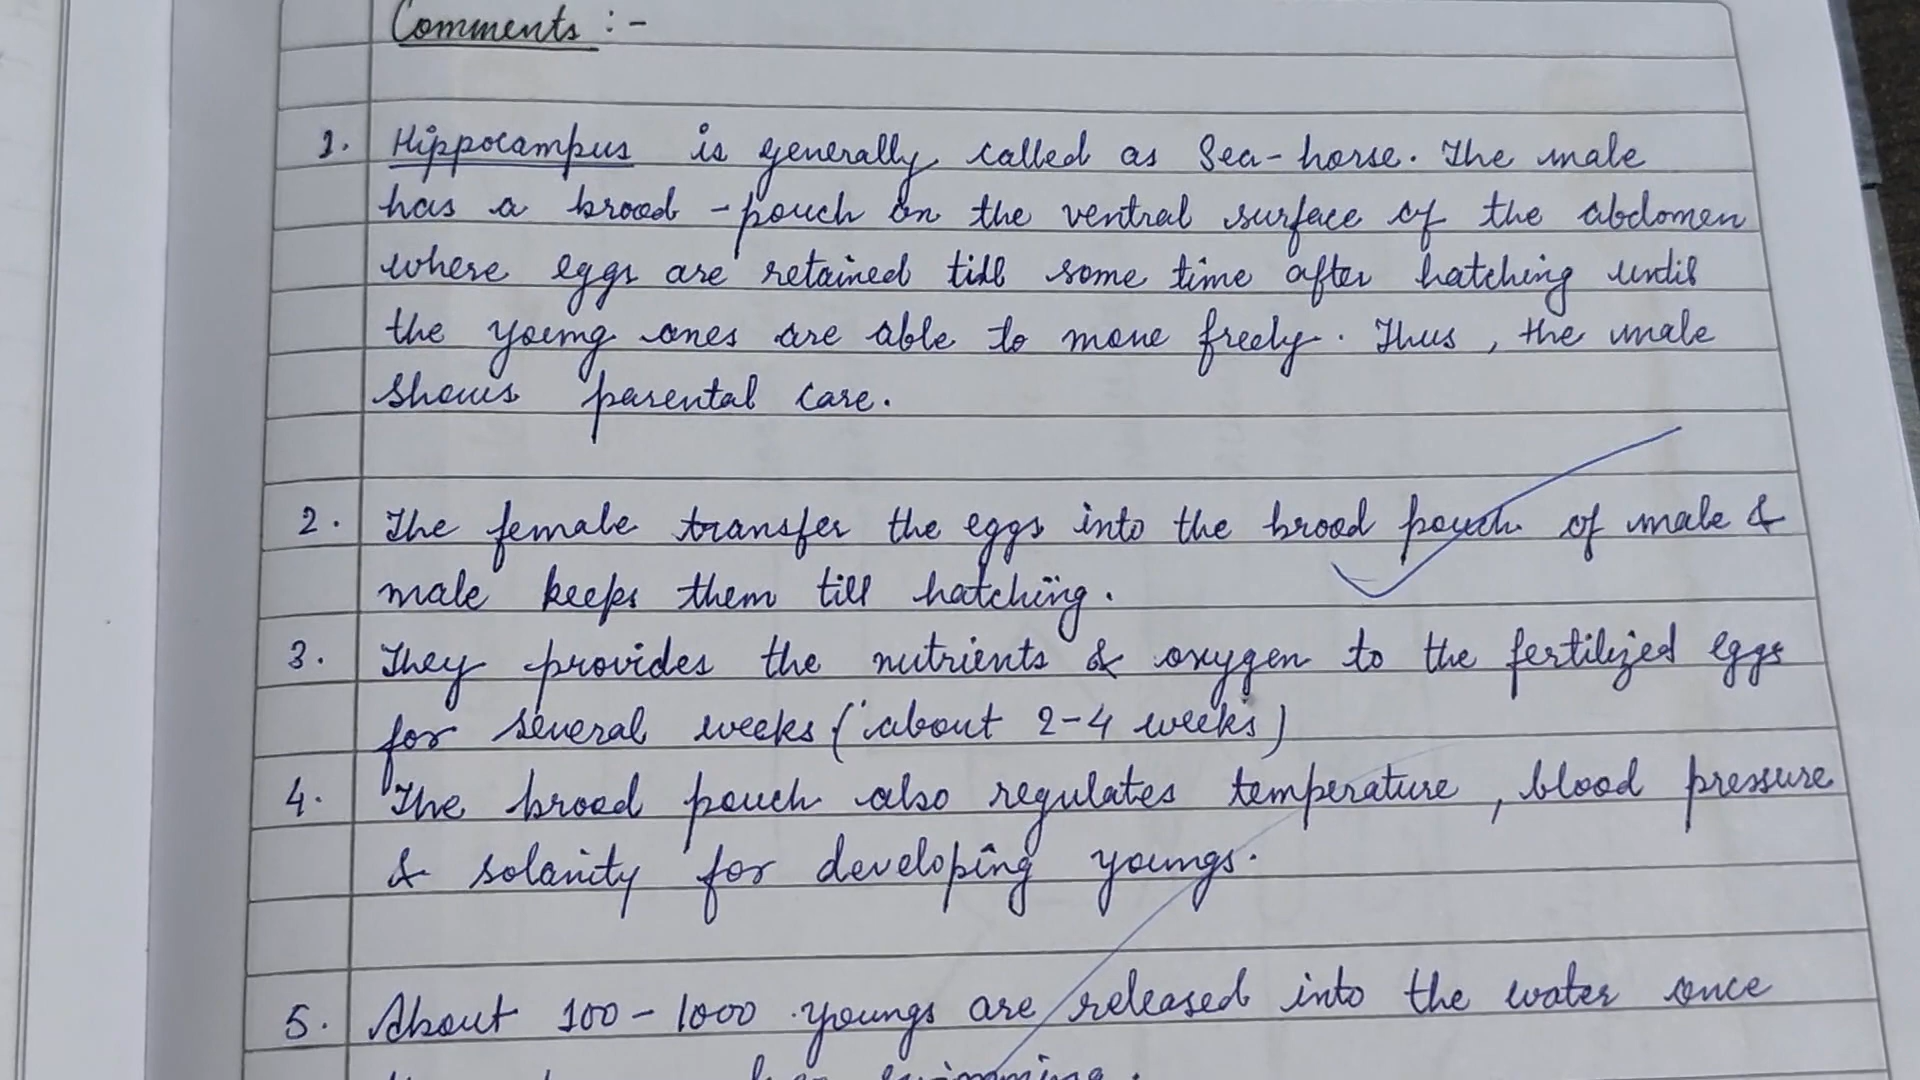 Comments :-
1. Hippocampus is generally called as Sea-horse. The male
has a brood-pouch on the ventral surface of the abdomen
where eggs are retained till some time after hatching until
the young ones are able to move freely. Thus, the male
shows parental care.
2. The female transfer the eggs into the brood pouch of male &
male keeps them till hatching.
3. They provides the nutrients & oxygen to the fertilized eggs
for several weeks (about 2-4 weeks)
4. The brood pouch also regulates temperature, blood pressure
& solanity for developing youngs.
5. About 100-1000 youngs are released into the water once
swimming.